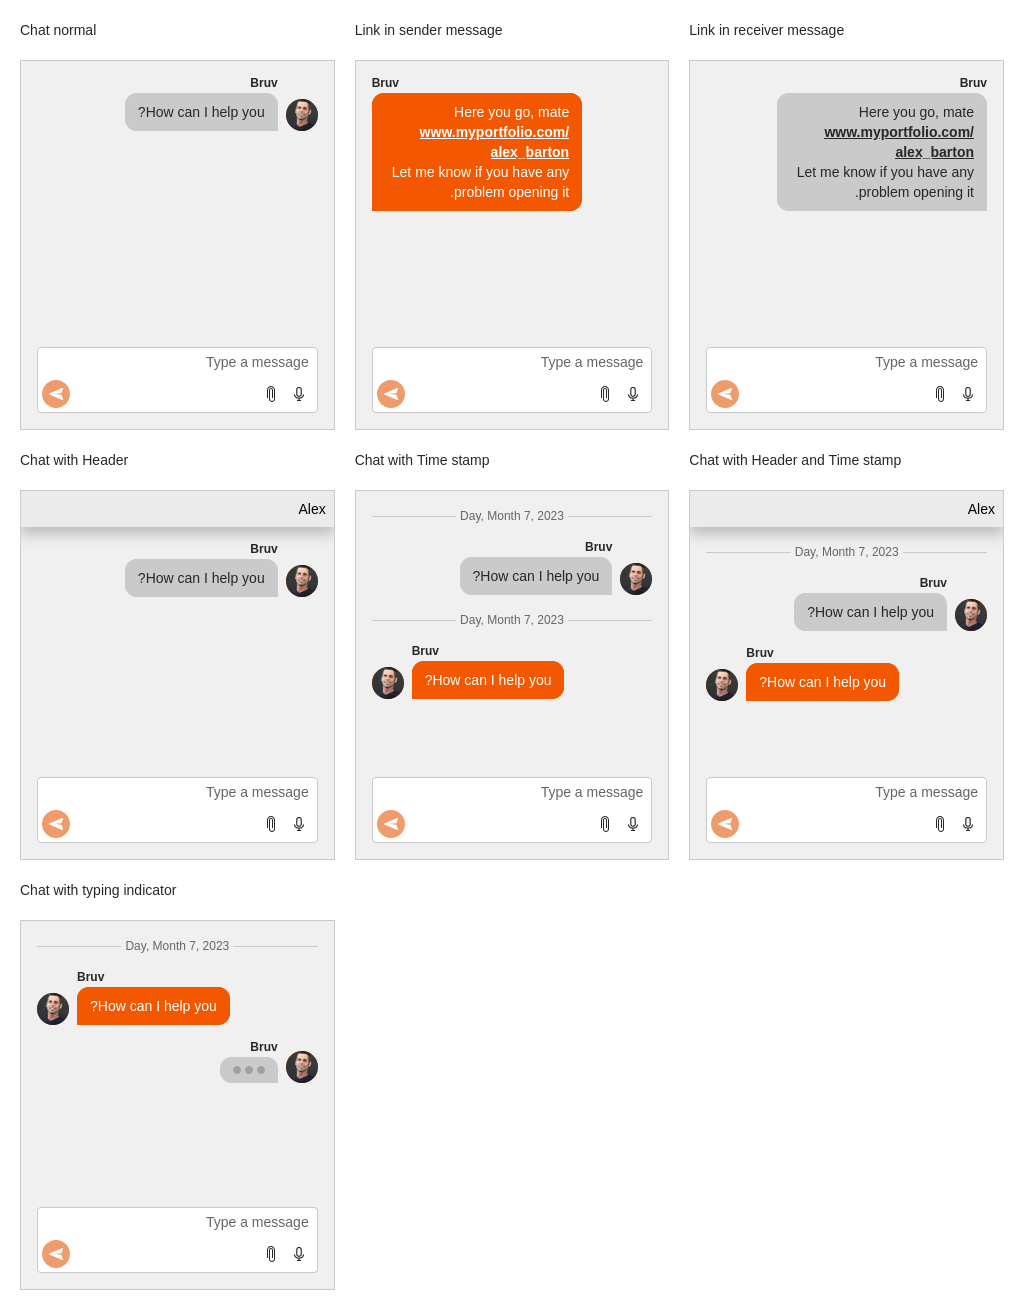 Chat normal
Link in sender message
Link in receiver message
Bruv
?How can I help you
Type a message
Bruv
Here you go, mate
www.myportfolio.com/
alex_barton
Let me know if you have any
.problem opening it
Type a message
Bruv
Here you go, mate
www.myportfolio.com/
alex_barton
Let me know if you have any
.problem opening it
Type a message
Chat with Header
Chat with Time stamp
Chat with Header and Time stamp
Alex
Bruv
?How can I help you
Type a message
Day, Month 7, 2023
Bruv
?How can I help you
Day, Month 7, 2023
Bruv
?How can I help you
Type a message
Alex
Day, Month 7, 2023
Bruv
?How can I help you
Bruv
?How can I help you
Type a message
Chat with typing indicator
Day, Month 7, 2023
Bruv
?How can I help you
Bruv
Type a message